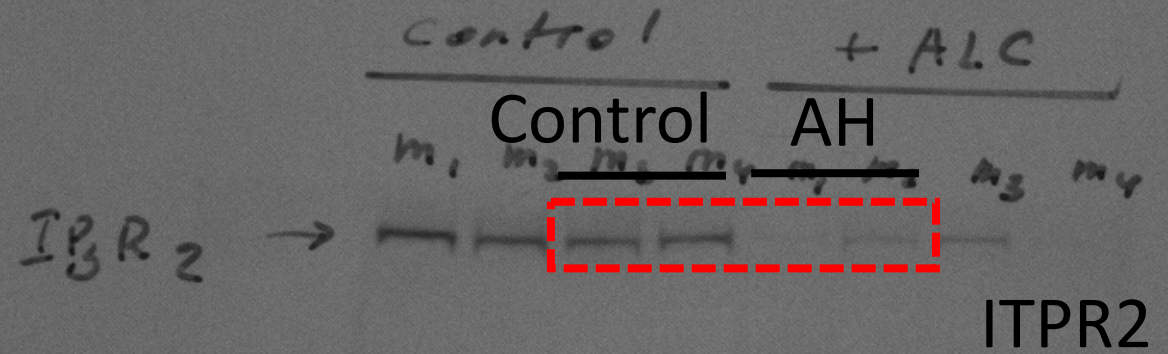 control + ALC
Control AH
m1 m2 m3 m4 m1 m2 m3 m4
IP3R2 →
ITPR2